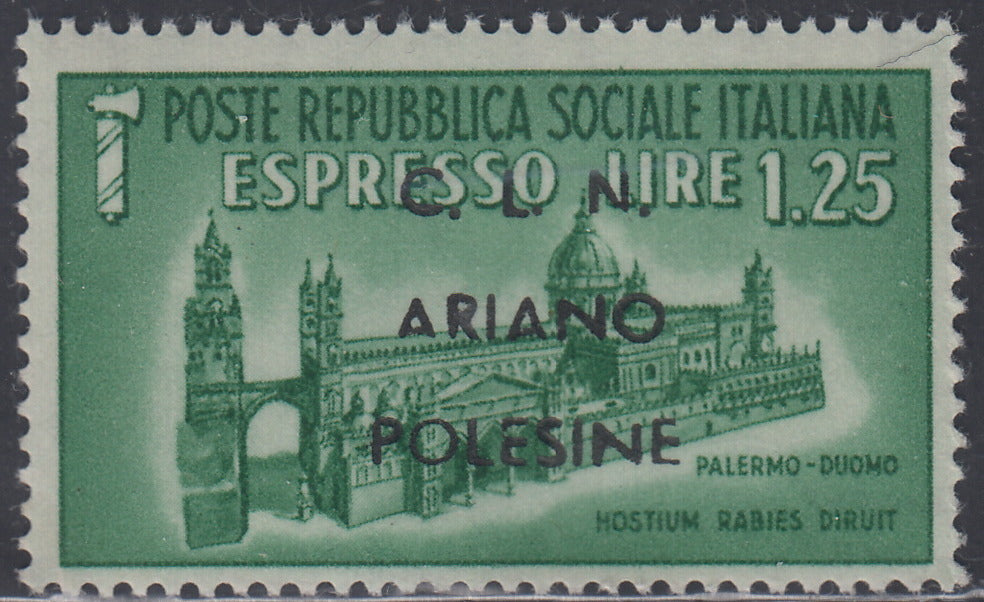 POSTE REPUBBLICA SOCIALE ITALIANA
ESPRESSO LIRE 1.25
C. L. N.
ARIANO
POLESINE
PALERMO-DUOMO
HOSTIUM RABIES DIRUIT